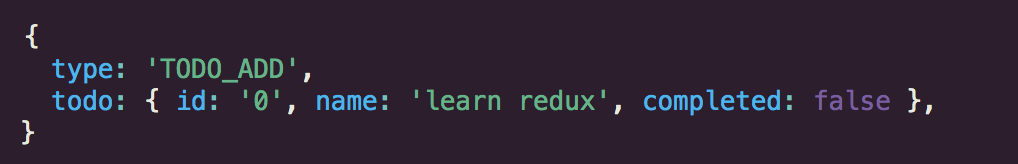 {
  type: 'TODO_ADD',
  todo: { id: '0', name: 'learn redux', completed: false },
}